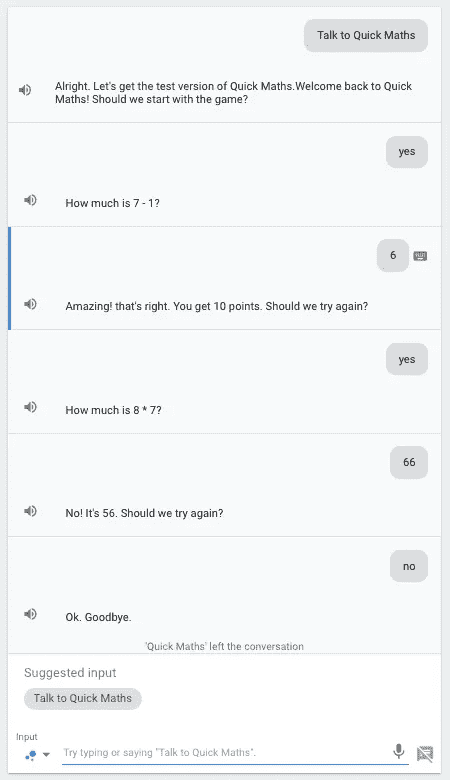 Talk to Quick Maths
Alright. Let's get the test version of Quick Maths.Welcome back to Quick
Maths! Should we start with the game?
yes
How much is 7 - 1?
6
Amazing! that's right. You get 10 points. Should we try again?
yes
How much is 8 * 7?
66
No! It's 56. Should we try again?
no
Ok. Goodbye.
'Quick Maths' left the conversation
Suggested input
Talk to Quick Maths
Input
Try typing or saying "Talk to Quick Maths".